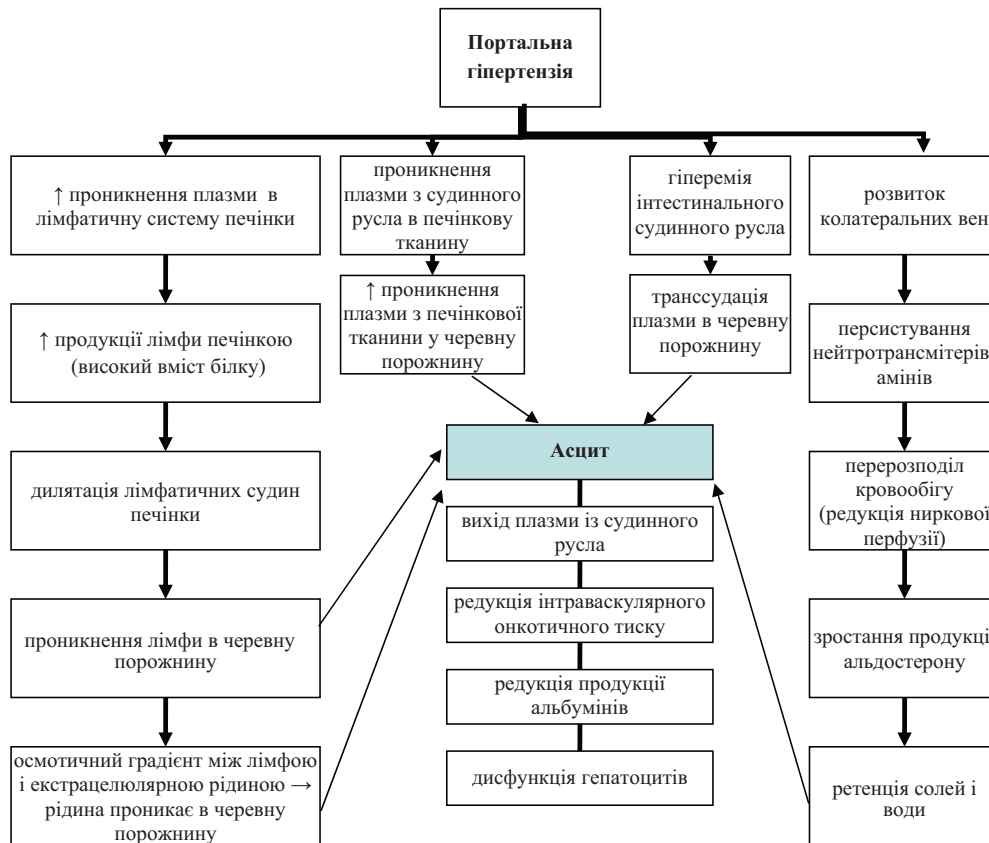 Портальна
гіпертензія
↑ проникнення плазми в
лімфатичну систему печінки
проникнення
плазми з судинного
русла в печінкову
тканину
гіперемія
інтестинального
судинного русла
розвиток
колатеральних вен
↑ продукції лімфи печінкою
(високий вміст білку)
↑ проникнення
плазми з печінкової
тканини у черевну
порожнину
транссудація
плазми в черевну
порожнину
персистування
нейтротрансмітерів,
амінів
дилятація лімфатичних судин
печінки
Асцит
перерозподіл
кровообігу
(редукція ниркової
перфузії)
вихід плазми із судинного
русла
проникнення лімфи в черевну
порожнину
редукція інтраваскулярного
онкотичного тиску
зростання продукції
альдостерону
редукція продукції
альбумінів
осмотичний градієнт між лімфою
і екстрацелюлярною рідиною →
рідина проникає в черевну
порожнину
дисфункція гепатоцитів
ретенція солей і
води